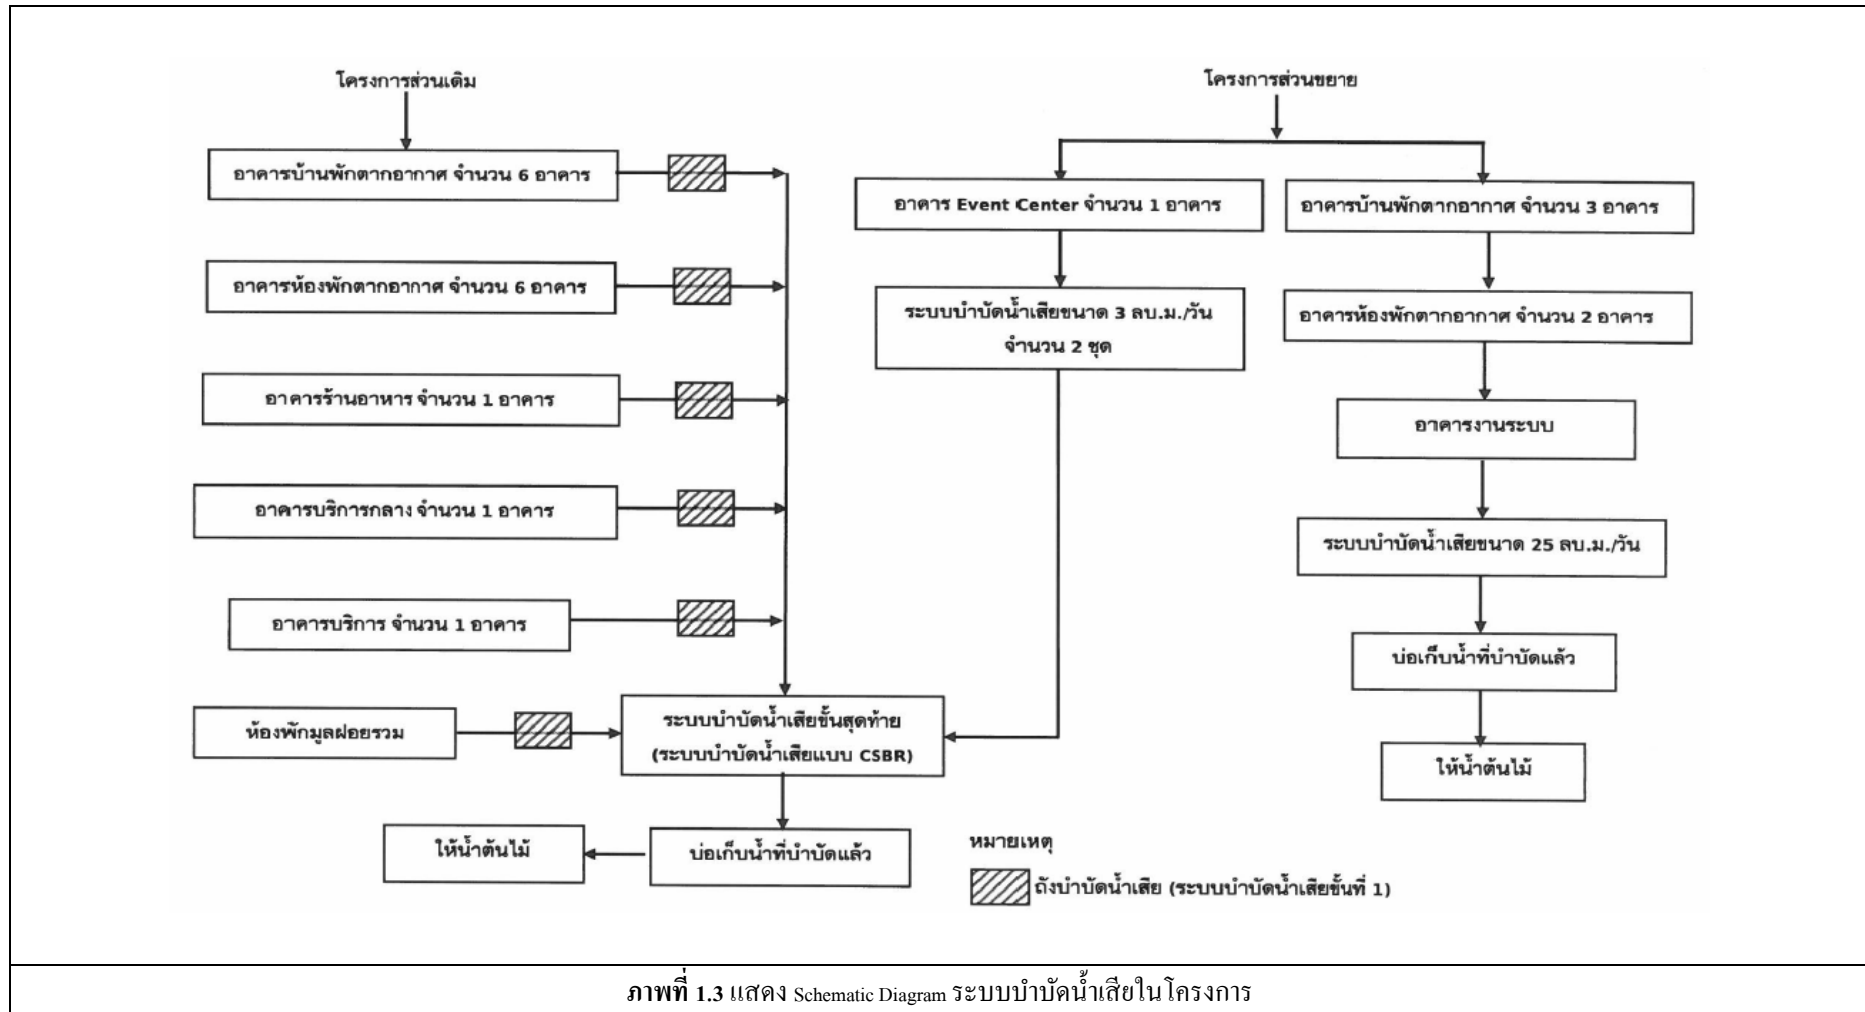 โครงการส่วนเดิม
อาคารบ้านพักตากอากาศ จำนวน 6 อาคาร
อาคารห้องพักตากอากาศ จำนวน 6 อาคาร
อาคารร้านอาหาร จำนวน 1 อาคาร
อาคารบริการกลาง จำนวน 1 อาคาร
อาคารบริการ จำนวน 1 อาคาร
ห้องพักมูลฝอยรวม
ระบบบำบัดน้ำเสียขั้นสุดท้าย
(ระบบบำบัดน้ำเสียแบบ CSBR)
บ่อเก็บน้ำที่บำบัดแล้ว
ให้น้ำต้นไม้
โครงการส่วนขยาย
อาคาร Event Center จำนวน 1 อาคาร
ระบบบำบัดน้ำเสียขนาด 3 ลบ.ม./วัน
จำนวน 2 ชุด
อาคารบ้านพักตากอากาศ จำนวน 3 อาคาร
อาคารห้องพักตากอากาศ จำนวน 2 อาคาร
อาคารงานระบบ
ระบบบำบัดน้ำเสียขนาด 25 ลบ.ม./วัน
บ่อเก็บน้ำที่บำบัดแล้ว
ให้น้ำต้นไม้
หมายเหตุ
ถังบำบัดน้ำเสีย (ระบบบำบัดน้ำเสียขั้นที่ 1)
ภาพที่ 1.3 แสดง Schematic Diagram ระบบบำบัดน้ำเสียในโครงการ